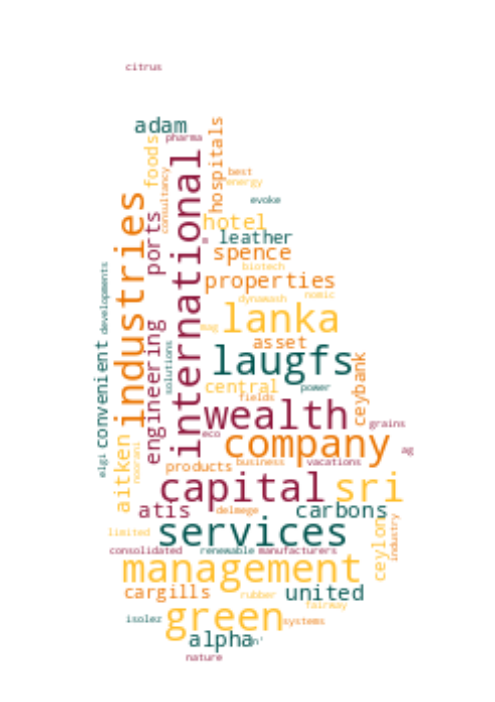 citrus
adam
pharma
hospitals
foods
consultancy
international
best
energy
evoke
industries
ports
hotel
leather
spence
biotech
properties
nomic
dynawash
developments
lanka
mag
engineering
asset
solutions
convenient
laugfs
ceybank
central
power
fields
wealth
grains
eco
company
ag
aitken
noorani
elgi
products
business
vacations
capital
sri
atis
delmege
carbons
services
ceylon
industry
limited
consolidated
renewable
manufacturers
management
cargills
rubber
united
fairway
isolez
green
systems
alpha
n'
nature